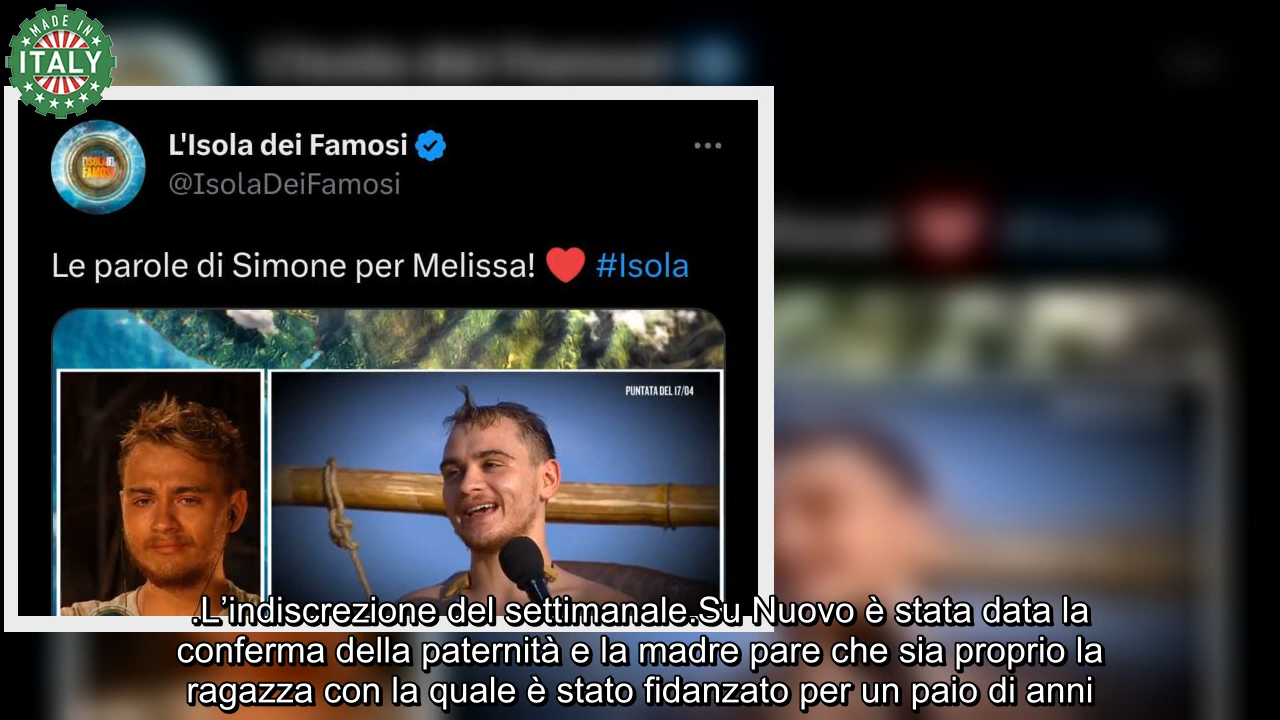 MADE IN
ITALY
L'Isola dei Famosi
@IsolaDeiFamosi
Le parole di Simone per Melissa! ❤️ #Isola
PUNTATA DEL 17/04
.L’indiscrezione del settimanale.Su Nuovo è stata data la
conferma della paternità e la madre pare che sia proprio la
ragazza con la quale è stato fidanzato per un paio di anni